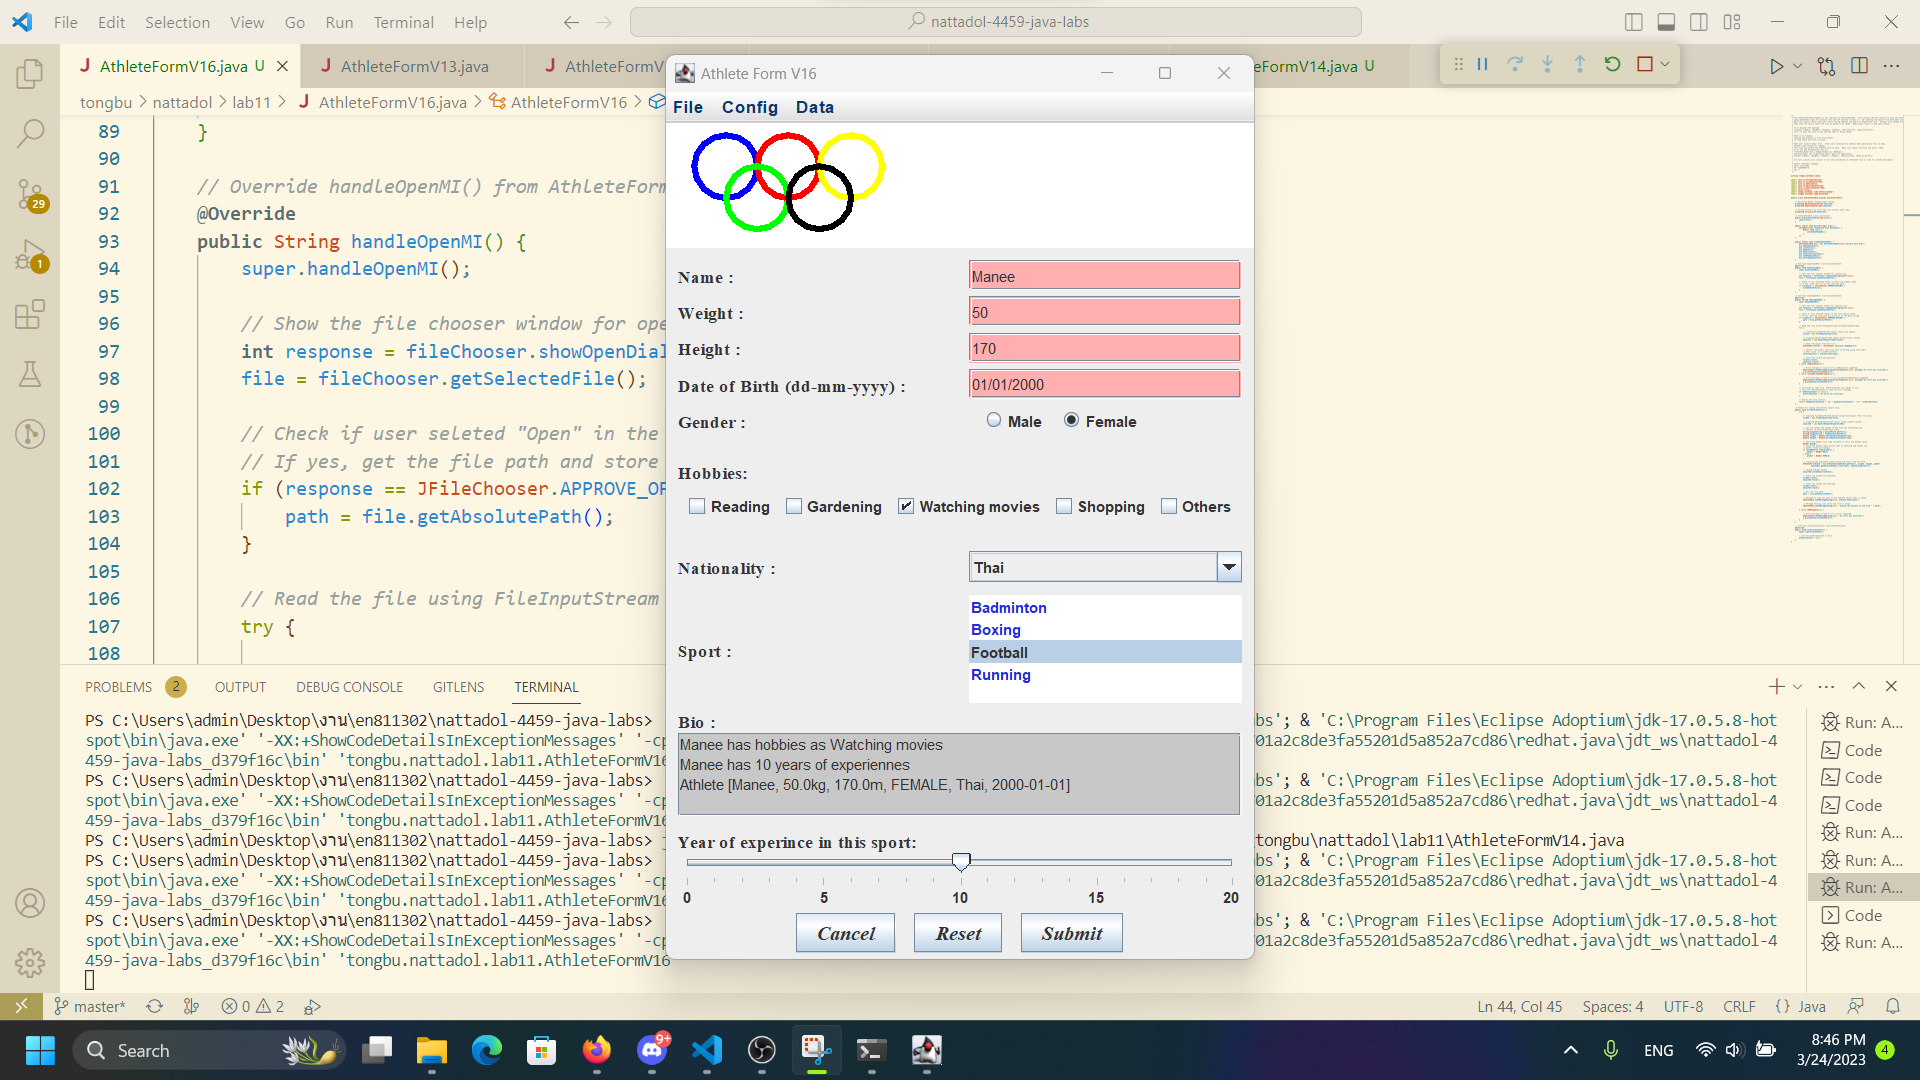 File Edit Selection View Go Run Terminal Help
nattadol-4459-java-labs
J AthleteFormV16.java U
J AthleteFormV13.java
J AthleteFormV
eFormV14.java U
tongbu > nattadol > lab11 > J AthleteFormV16.java > AthleteFormV16 >
89 }
90
91 // Override handleOpenMI() from AthleteForm
92 @Override
93 public String handleOpenMI() {
94 super.handleOpenMI();
95
96 // Show the file chooser window for ope
97 int response = fileChooser.showOpenDial
98 file = fileChooser.getSelectedFile();
99
100 // Check if user seleted "Open" in the
101 // If yes, get the file path and store
102 if (response == JFileChooser.APPROVE_OP
103 path = file.getAbsolutePath();
104 }
105
106 // Read the file using FileInputStream
107 try {
108
29
1
Athlete Form V16
File Config Data
Name : Manee
Weight : 50
Height : 170
Date of Birth (dd-mm-yyyy) : 01/01/2000
Gender : Male Female
Hobbies:
Reading Gardening Watching movies Shopping Others
Nationality : Thai
Badminton
Boxing
Sport : Football
Running
Bio :
Manee has hobbies as Watching movies
Manee has 10 years of experiennes
Athlete [Manee, 50.0kg, 170.0m, FEMALE, Thai, 2000-01-01]
Year of experince in this sport:
0 5 10 15 20
Cancel Reset Submit
PROBLEMS 2 OUTPUT DEBUG CONSOLE GITLENS TERMINAL
PS C:\Users\admin\Desktop\งาน\en811302\nattadol-4459-java-labs> bs'; & 'C:\Program Files\Eclipse Adoptium\jdk-17.0.5.8-hot
spot\bin\java.exe' '-XX:+ShowCodeDetailsInExceptionMessages' '-cp 01a2c8de3fa55201d5a852a7cd86\redhat.java\jdt_ws\nattadol-4
459-java-labs_d379f16c\bin' 'tongbu.nattadol.lab11.AthleteFormV16
PS C:\Users\admin\Desktop\งาน\en811302\nattadol-4459-java-labs> bs'; & 'C:\Program Files\Eclipse Adoptium\jdk-17.0.5.8-hot
spot\bin\java.exe' '-XX:+ShowCodeDetailsInExceptionMessages' '-cp 01a2c8de3fa55201d5a852a7cd86\redhat.java\jdt_ws\nattadol-4
459-java-labs_d379f16c\bin' 'tongbu.nattadol.lab11.AthleteFormV16
PS C:\Users\admin\Desktop\งาน\en811302\nattadol-4459-java-labs> j tongbu\nattadol\lab11\AthleteFormV14.java
PS C:\Users\admin\Desktop\งาน\en811302\nattadol-4459-java-labs> bs'; & 'C:\Program Files\Eclipse Adoptium\jdk-17.0.5.8-hot
spot\bin\java.exe' '-XX:+ShowCodeDetailsInExceptionMessages' '-cp 01a2c8de3fa55201d5a852a7cd86\redhat.java\jdt_ws\nattadol-4
459-java-labs_d379f16c\bin' 'tongbu.nattadol.lab11.AthleteFormV16
PS C:\Users\admin\Desktop\งาน\en811302\nattadol-4459-java-labs> bs'; & 'C:\Program Files\Eclipse Adoptium\jdk-17.0.5.8-hot
spot\bin\java.exe' '-XX:+ShowCodeDetailsInExceptionMessages' '-cp 01a2c8de3fa55201d5a852a7cd86\redhat.java\jdt_ws\nattadol-4
459-java-labs_d379f16c\bin' 'tongbu.nattadol.lab11.AthleteFormV16
Run: A...
Code
Code
Code
Run: A...
Run: A...
Run: A...
Code
Run: A...
master* 0 2 Ln 44, Col 45 Spaces: 4 UTF-8 CRLF { } Java
Search 9+ ENG 8:46 PM
3/24/2023 4